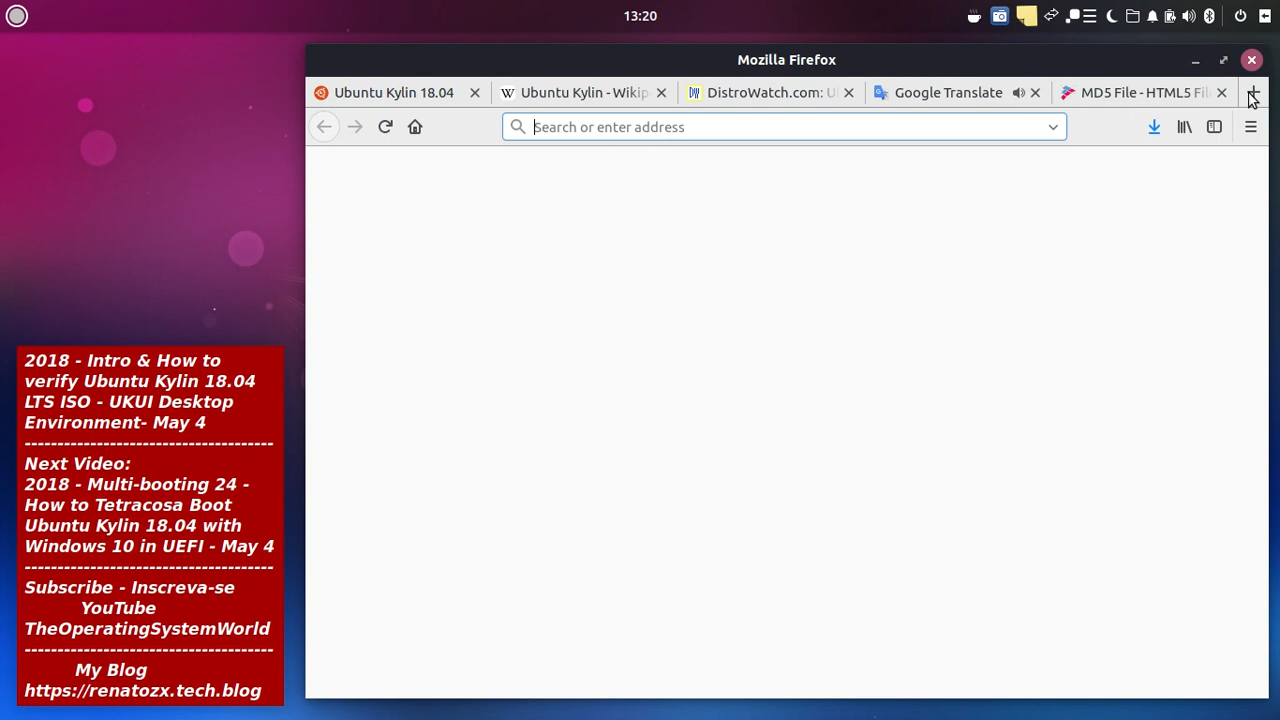 13:20
Mozilla Firefox
Ubuntu Kylin 18.04
Ubuntu Kylin - Wikip
DistroWatch.com: U
Google Translate
MD5 File - HTML5 Fil
Search or enter address
2018 - Intro & How to
verify Ubuntu Kylin 18.04
LTS ISO - UKUI Desktop
Environment- May 4
-------------------------------------
Next Video:
2018 - Multi-booting 24 -
How to Tetracosa Boot
Ubuntu Kylin 18.04 with
Windows 10 in UEFI - May 4
-------------------------------------
Subscribe - Inscreva-se
YouTube
TheOperatingSystemWorld
-------------------------------------
My Blog
https://renatozx.tech.blog